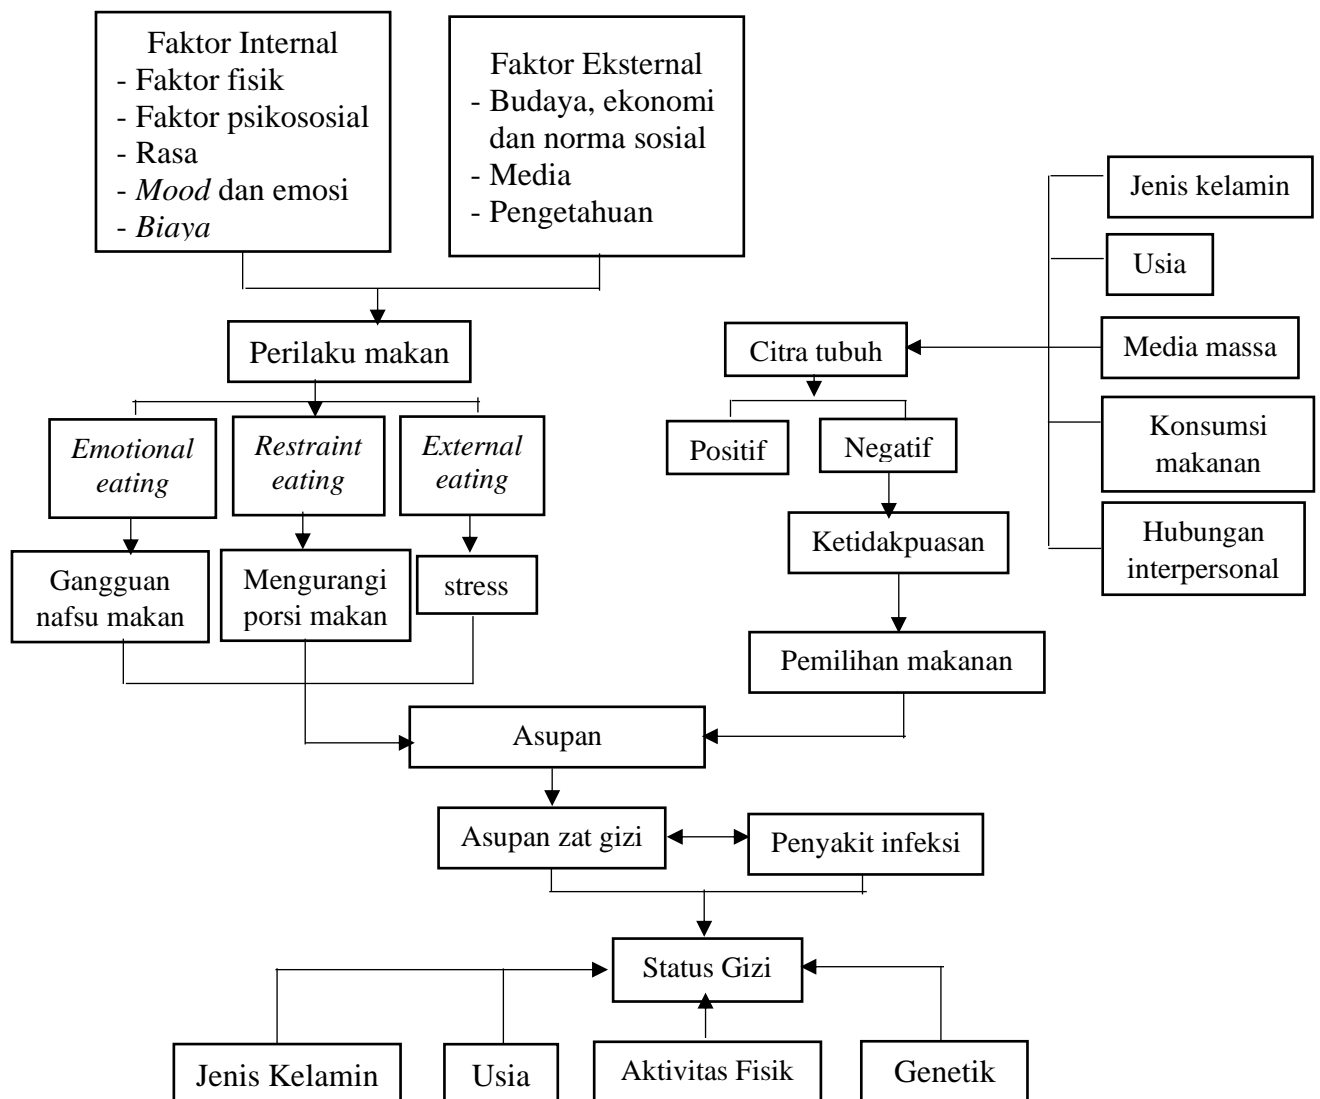 Faktor Internal
- Faktor fisik
- Faktor psikososial
- Rasa
- Mood dan emosi
- Biaya
Faktor Eksternal
- Budaya, ekonomi
dan norma sosial
- Media
- Pengetahuan
Jenis kelamin
Usia
Media massa
Konsumsi
makanan
Hubungan
interpersonal
Perilaku makan
Citra tubuh
Emotional
eating
Restraint
eating
External
eating
Positif
Negatif
Gangguan
nafsu makan
Mengurangi
porsi makan
stress
Ketidakpuasan
Pemilihan makanan
Asupan
Asupan zat gizi
Penyakit infeksi
Status Gizi
Jenis Kelamin
Usia
Aktivitas Fisik
Genetik